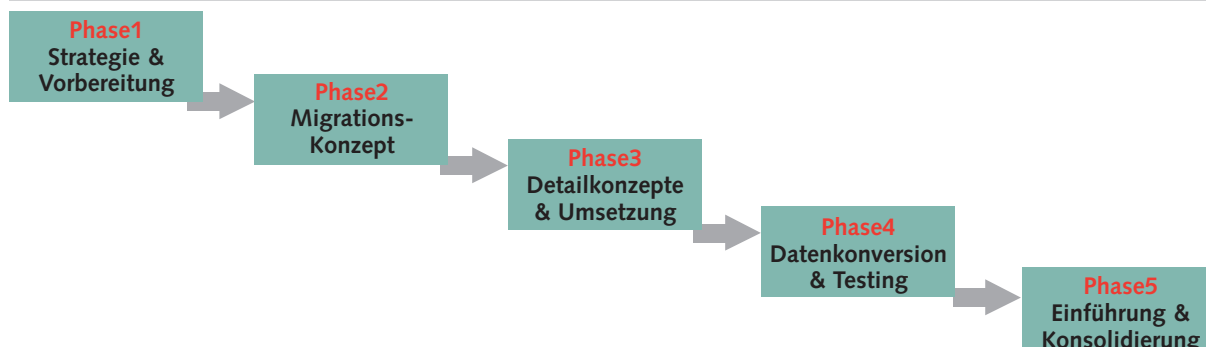 Phase1
Strategie &
Vorbereitung
Phase2
Migrations-
Konzept
Phase3
Detailkonzepte
& Umsetzung
Phase4
Datenkonversion
& Testing
Phase5
Einführung &
Konsolidierung